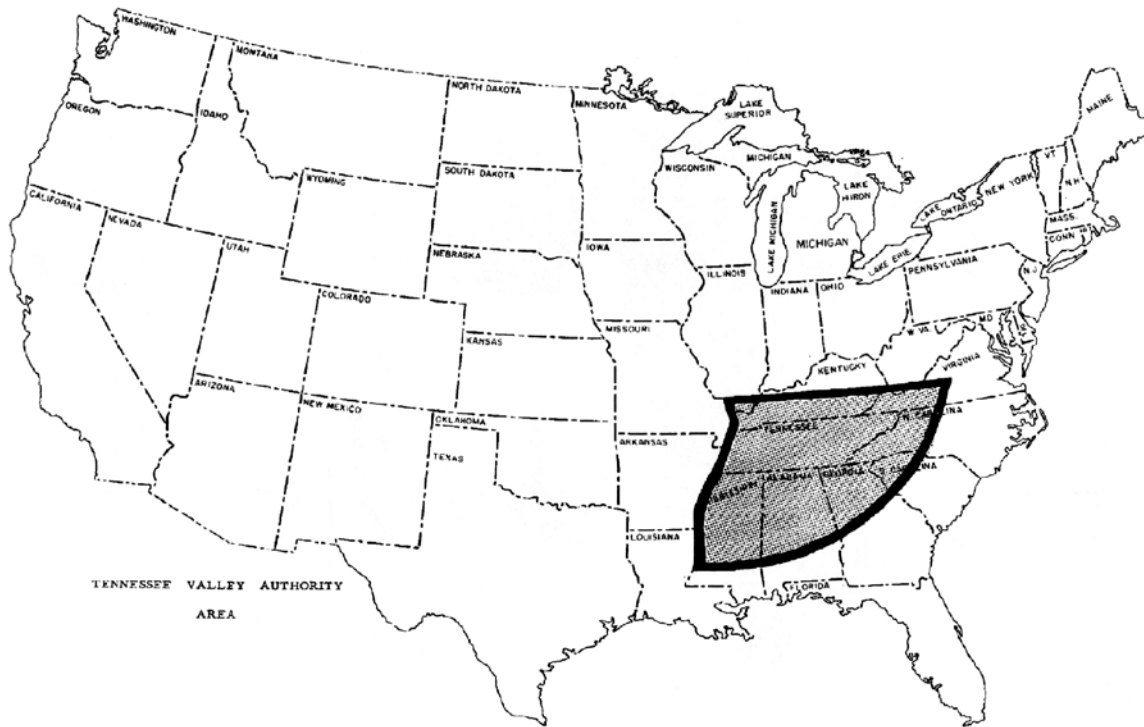 WASHINGTON
MONTANA
NORTH DAKOTA
MINNESOTA
LAKE
SUPERIOR
MAINE
OREGON
IDAHO
WISCONSIN
MICHIGAN
VT.
N.H.
NEW YORK
WYOMING
SOUTH DAKOTA
LAKE
HURON
LAKE
ONTARIO
MASS.
CONN
CALIFORNIA
NEVADA
UTAH
NEBRASKA
IOWA
LAKE MICHIGAN
MICHIGAN
LAKE ERIE
ILLINOIS
INDIANA
OHIO
PENNSYLVANIA
N.J.
COLORADO
KANSAS
MISSOURI
W. VA.
MD.
KENTUCKY
VIRGINIA
ARIZONA
NEW MEXICO
OKLAHOMA
TEXAS
ARKANSAS
TENNESSEE
N. CAROLINA
GEORGIA
S. CAROLINA
LOUISIANA
FLORIDA
TENNESSEE VALLEY AUTHORITY
AREA